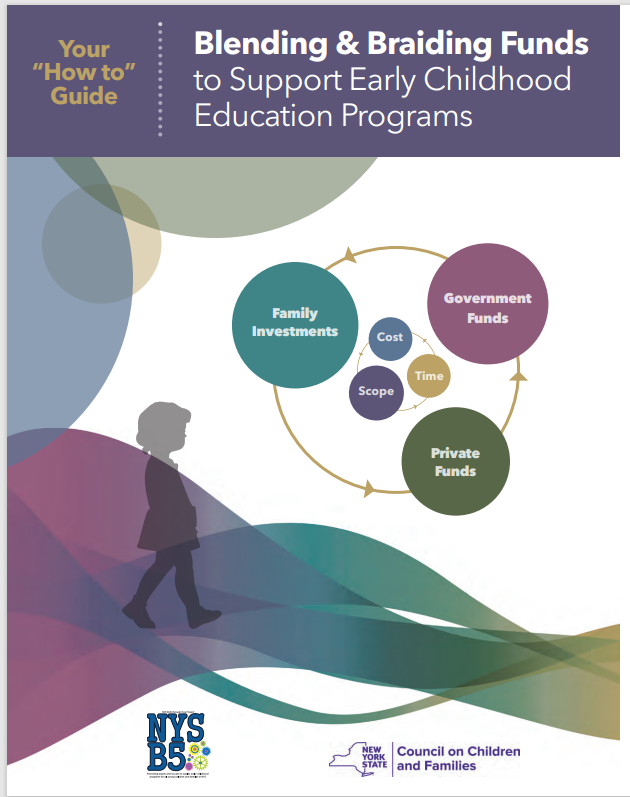 Your
"How to"
Guide
Blending & Braiding Funds
to Support Early Childhood
Education Programs
Family
Investments
Government
Funds
Cost
Time
Scope
Private
Funds
NYS
B5
NEW
YORK
STATE
Council on Children
and Families